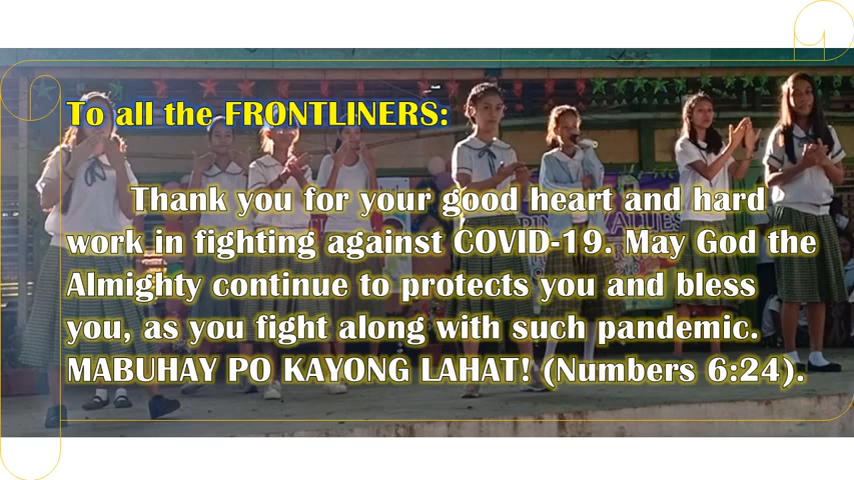 To all the FRONTLINERS:
Thank you for your good heart and hard
work in fighting against COVID-19. May God the
Almighty continue to protects you and bless
you, as you fight along with such pandemic.
MABUHAY PO KAYONG LAHAT! (Numbers 6:24).